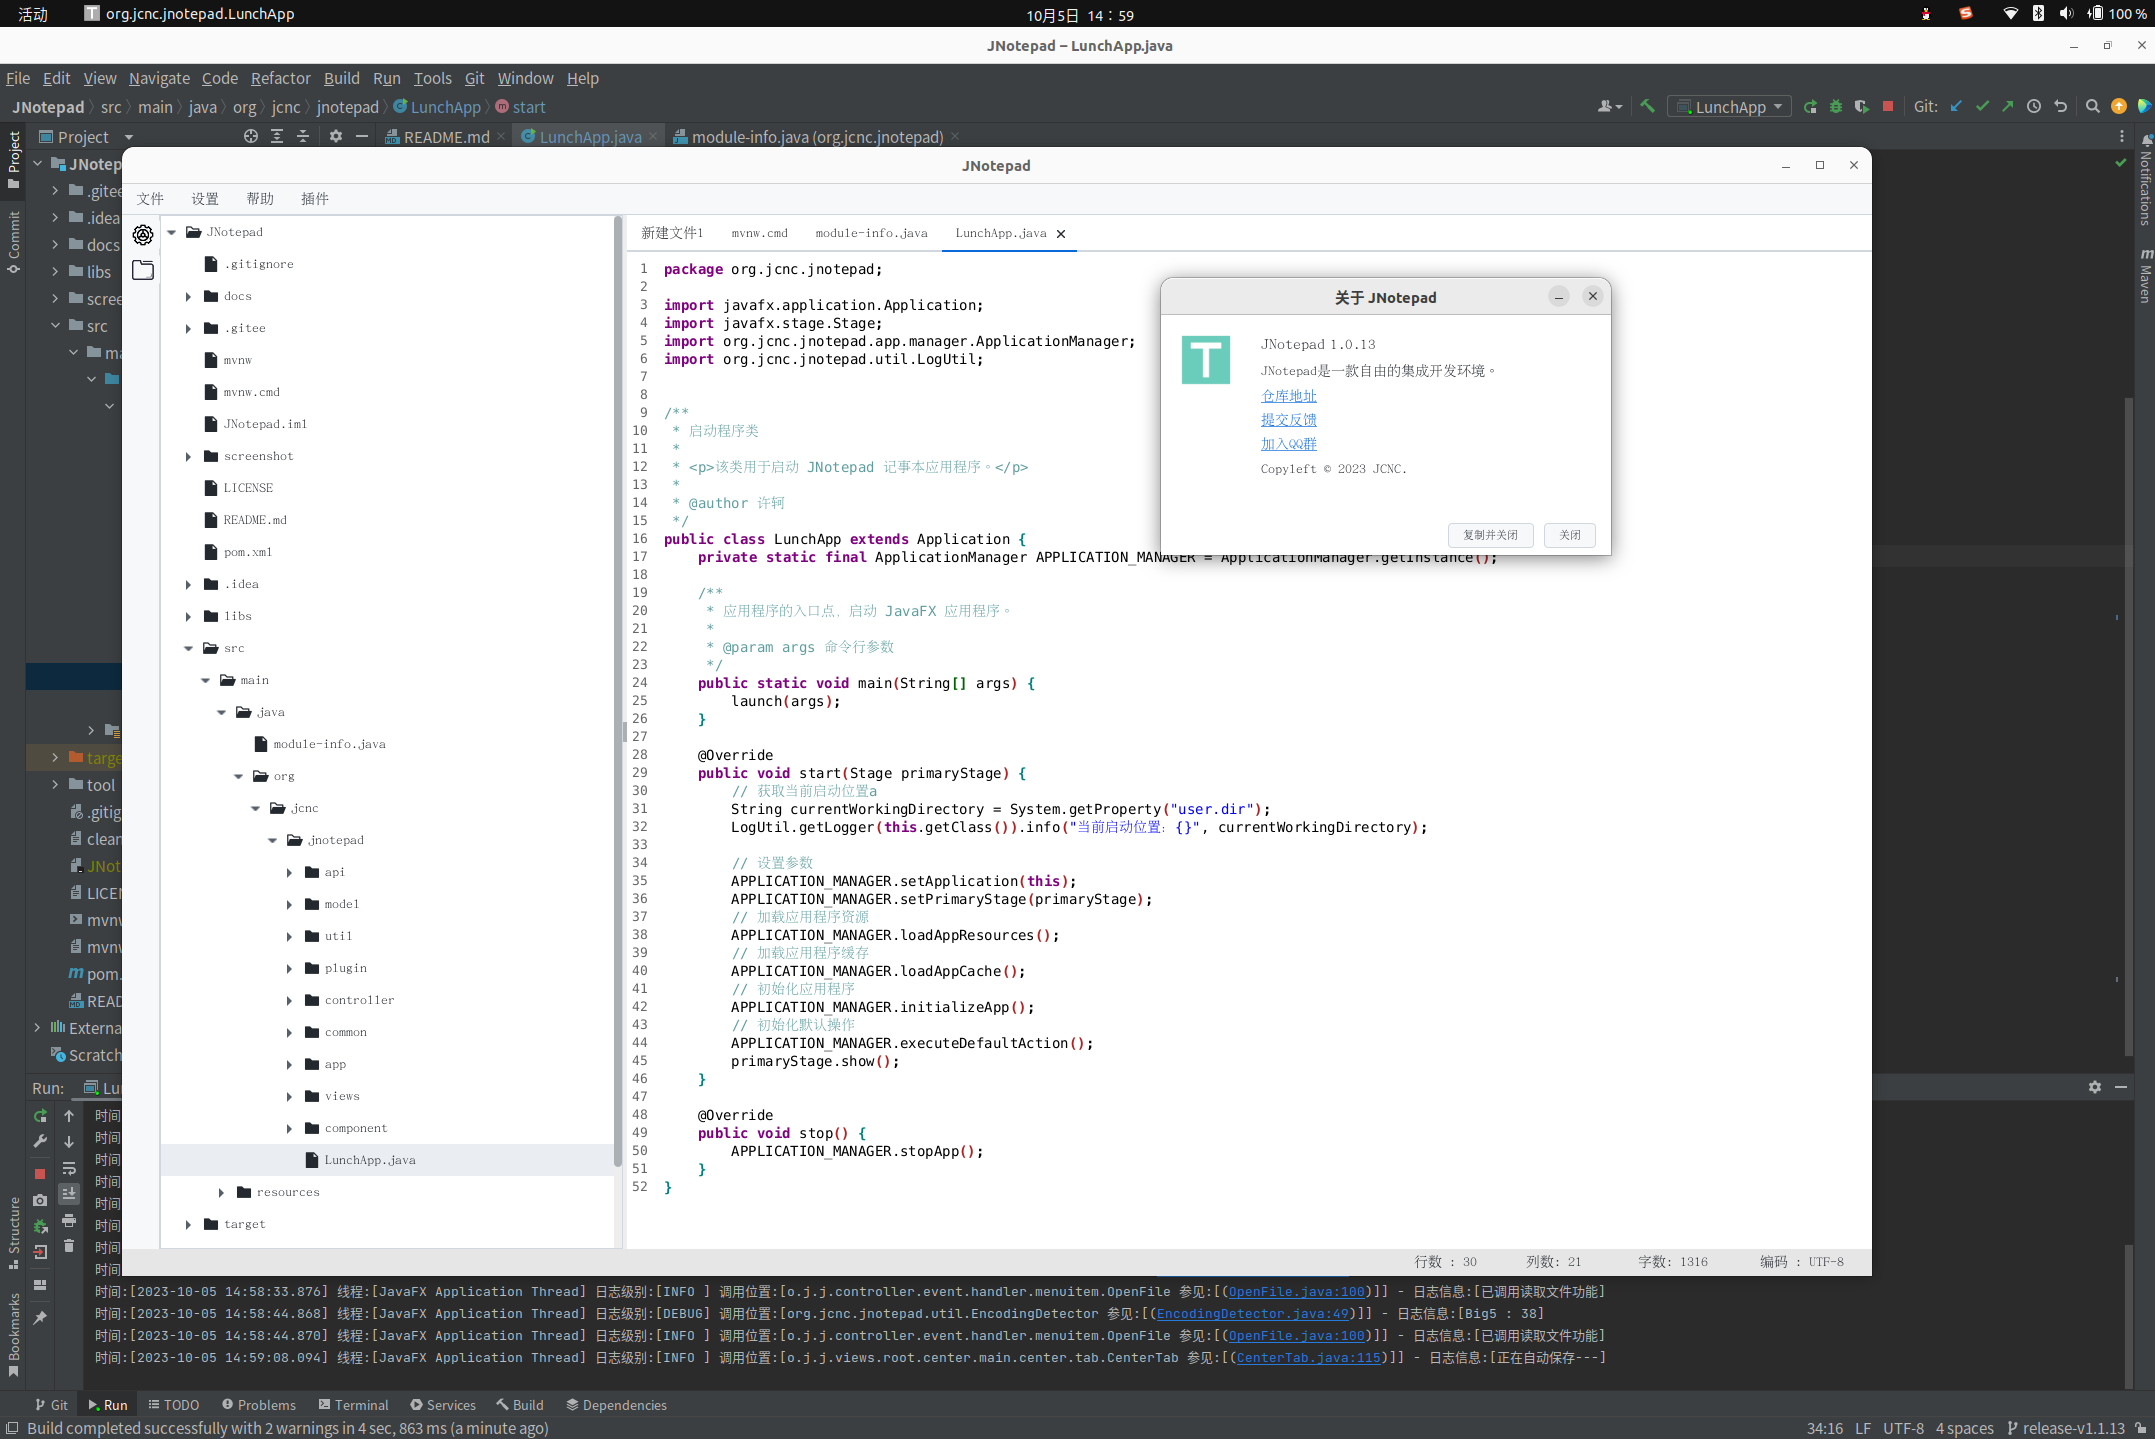 活动 org.jcnc.jnotepad.LunchApp 10月5日 14：59 100 %
JNotepad – LunchApp.java
File Edit View Navigate Code Refactor Build Run Tools Git Window Help
JNotepad src main java org jcnc jnotepad LunchApp start LunchApp Git:
Project README.md LunchApp.java module-info.java (org.jcnc.jnotepad)
Project
Commit
Structure
Bookmarks
Notifications
Maven
JNotep
.gitee
.idea
docs
libs
scree
src
ma
targe
tool
.gitig
clean
JNot
LICEN
mvnw
mvnw
pom.
READ
Externa
Scratch
JNotepad
文件 设置 帮助 插件
JNotepad
.gitignore
docs
.gitee
mvnw
mvnw.cmd
JNotepad.iml
screenshot
LICENSE
README.md
pom.xml
.idea
libs
src
main
java
module-info.java
org
jcnc
jnotepad
api
model
util
plugin
controller
common
app
views
component
LunchApp.java
resources
target
新建文件1 mvnw.cmd module-info.java LunchApp.java
1 package org.jcnc.jnotepad;
2
3 import javafx.application.Application;
4 import javafx.stage.Stage;
5 import org.jcnc.jnotepad.app.manager.ApplicationManager;
6 import org.jcnc.jnotepad.util.LogUtil;
7
8
9 /**
10 * 启动程序类
11 *
12 * <p>该类用于启动 JNotepad 记事本应用程序。</p>
13 *
14 * @author 许轲
15 */
16 public class LunchApp extends Application {
17 private static final ApplicationManager APPLICATION_MANAGER = ApplicationManager.getInstance();
18
19 /**
20 * 应用程序的入口点，启动 JavaFX 应用程序。
21 *
22 * @param args 命令行参数
23 */
24 public static void main(String[] args) {
25 launch(args);
26 }
27
28 @Override
29 public void start(Stage primaryStage) {
30 // 获取当前启动位置a
31 String currentWorkingDirectory = System.getProperty("user.dir");
32 LogUtil.getLogger(this.getClass()).info("当前启动位置：{}", currentWorkingDirectory);
33
34 // 设置参数
35 APPLICATION_MANAGER.setApplication(this);
36 APPLICATION_MANAGER.setPrimaryStage(primaryStage);
37 // 加载应用程序资源
38 APPLICATION_MANAGER.loadAppResources();
39 // 加载应用程序缓存
40 APPLICATION_MANAGER.loadAppCache();
41 // 初始化应用程序
42 APPLICATION_MANAGER.initializeApp();
43 // 初始化默认操作
44 APPLICATION_MANAGER.executeDefaultAction();
45 primaryStage.show();
46 }
47
48 @Override
49 public void stop() {
50 APPLICATION_MANAGER.stopApp();
51 }
52 }
关于 JNotepad
JNotepad 1.0.13
JNotepad是一款自由的集成开发环境。
仓库地址
提交反馈
加入QQ群
Copyleft © 2023 JCNC.
复制并关闭 关闭
行数 : 30 列数: 21 字数: 1316 编码 : UTF-8
Run: Lu
时间
时间
时间
时间
时间
时间
时间
时间
时间:[2023-10-05 14:58:33.876] 线程:[JavaFX Application Thread] 日志级别:[INFO ] 调用位置:[o.j.j.controller.event.handler.menuitem.OpenFile 参见:[(OpenFile.java:100)]] - 日志信息:[已调用读取文件功能]
时间:[2023-10-05 14:58:44.868] 线程:[JavaFX Application Thread] 日志级别:[DEBUG] 调用位置:[org.jcnc.jnotepad.util.EncodingDetector 参见:[(EncodingDetector.java:49)]] - 日志信息:[Big5 : 38]
时间:[2023-10-05 14:58:44.870] 线程:[JavaFX Application Thread] 日志级别:[INFO ] 调用位置:[o.j.j.controller.event.handler.menuitem.OpenFile 参见:[(OpenFile.java:100)]] - 日志信息:[已调用读取文件功能]
时间:[2023-10-05 14:59:08.094] 线程:[JavaFX Application Thread] 日志级别:[INFO ] 调用位置:[o.j.j.views.root.center.main.center.tab.CenterTab 参见:[(CenterTab.java:115)]] - 日志信息:[正在自动保存---]
Git Run TODO Problems Terminal Services Build Dependencies
Build completed successfully with 2 warnings in 4 sec, 863 ms (a minute ago) 34:16 LF UTF-8 4 spaces release-v1.1.13